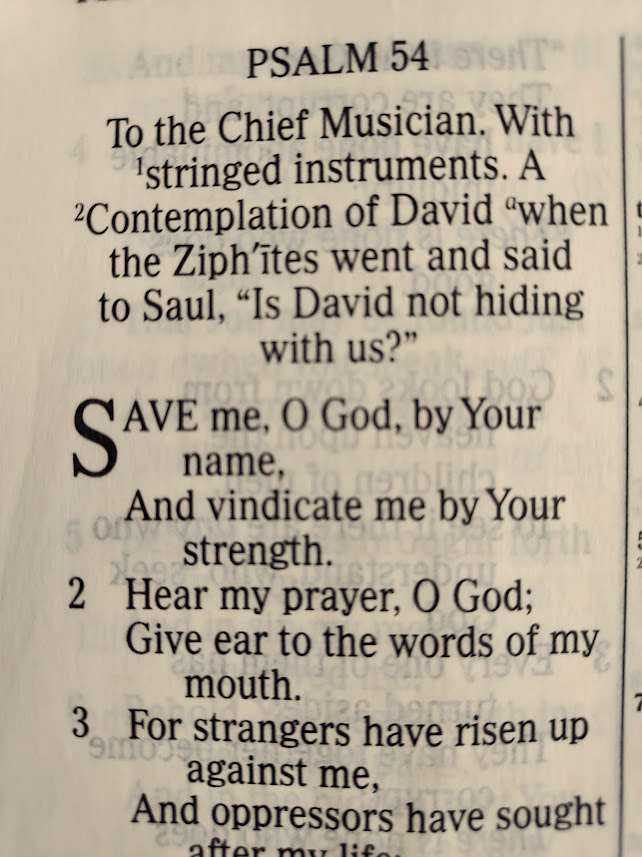 PSALM 54
To the Chief Musician. With
¹stringed instruments. A
²Contemplation of David ᵃwhen
the Ziph′ītes went and said
to Saul, “Is David not hiding
with us?”
SAVE me, O God, by Your
name,
And vindicate me by Your
strength.
2 Hear my prayer, O God;
Give ear to the words of my
mouth.
3 For strangers have risen up
against me,
And oppressors have sought
after my life;